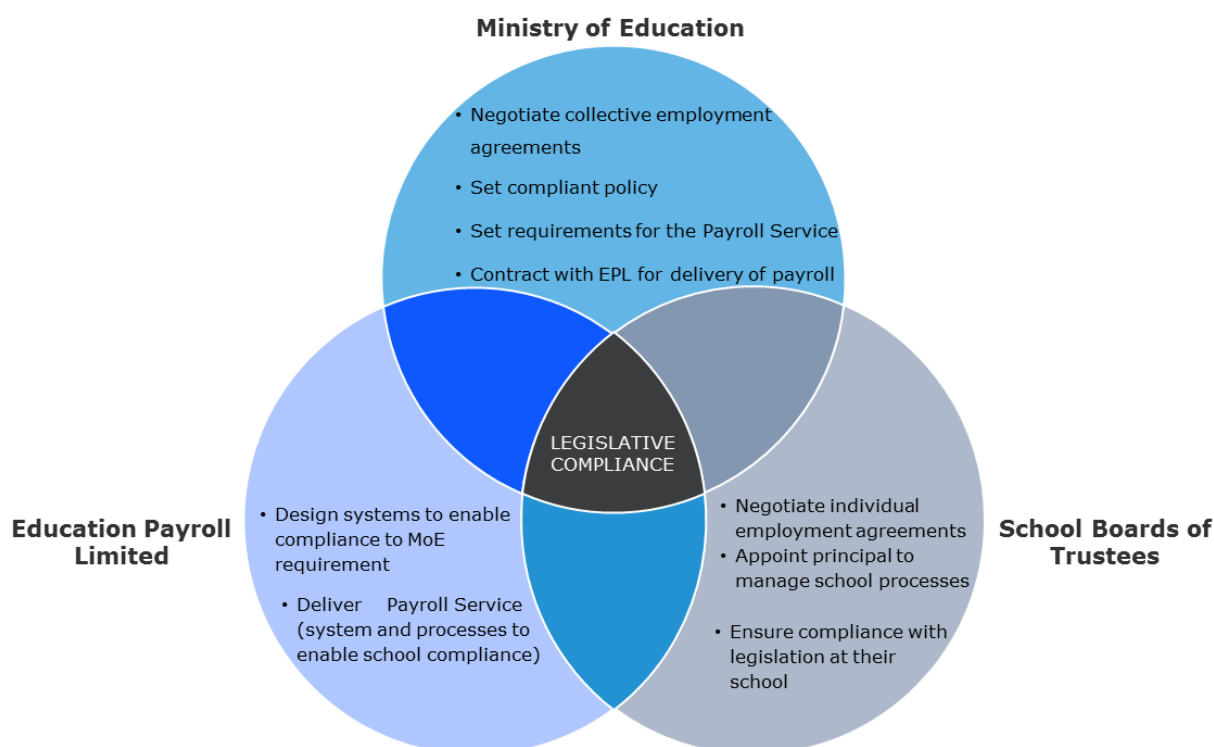 Ministry of Education
• Negotiate collective employment
agreements
• Set compliant policy
• Set requirements for the Payroll Service
• Contract with EPL for delivery of payroll
LEGISLATIVE
COMPLIANCE
Education Payroll
Limited
• Design systems to enable
compliance to MoE
requirement
• Deliver Payroll Service
(system and processes to
enable school compliance)
• Negotiate individual
employment agreements
• Appoint principal to
manage school processes
• Ensure compliance with
legislation at their
school
School Boards of
Trustees